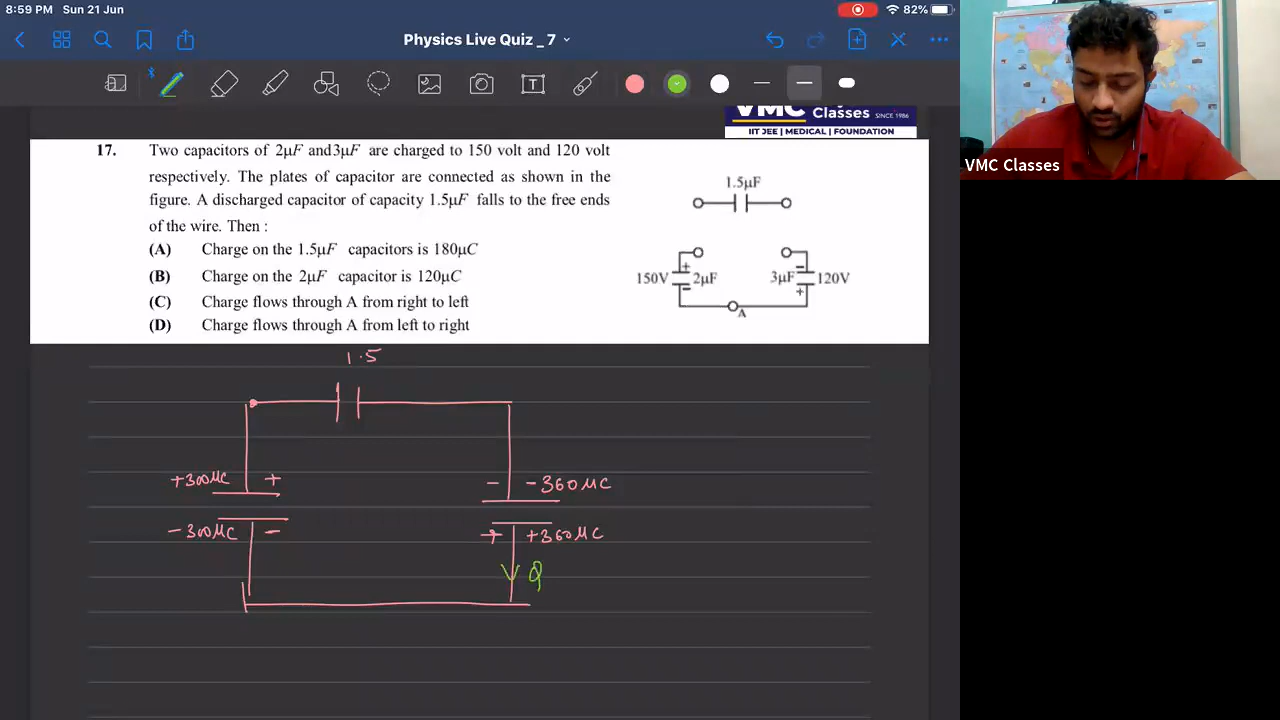 8:59 PM Sun 21 Jun
82%
Physics Live Quiz _ 7
T
VMC
Classes SINCE 1986
IIT JEE | MEDICAL | FOUNDATION
VMC Classes
17. Two capacitors of 2μF and3μF are charged to 150 volt and 120 volt
respectively. The plates of capacitor are connected as shown in the
figure. A discharged capacitor of capacity 1.5μF falls to the free ends
of the wire. Then :
(A) Charge on the 1.5μF capacitors is 180μC
(B) Charge on the 2μF capacitor is 120μC
(C) Charge flows through A from right to left
(D) Charge flows through A from left to right
1.5μF
150V + 2μF 3μF − 120V
− +
A
1.5
+300μC + − −360μC
−300μC − + +360μC
Q